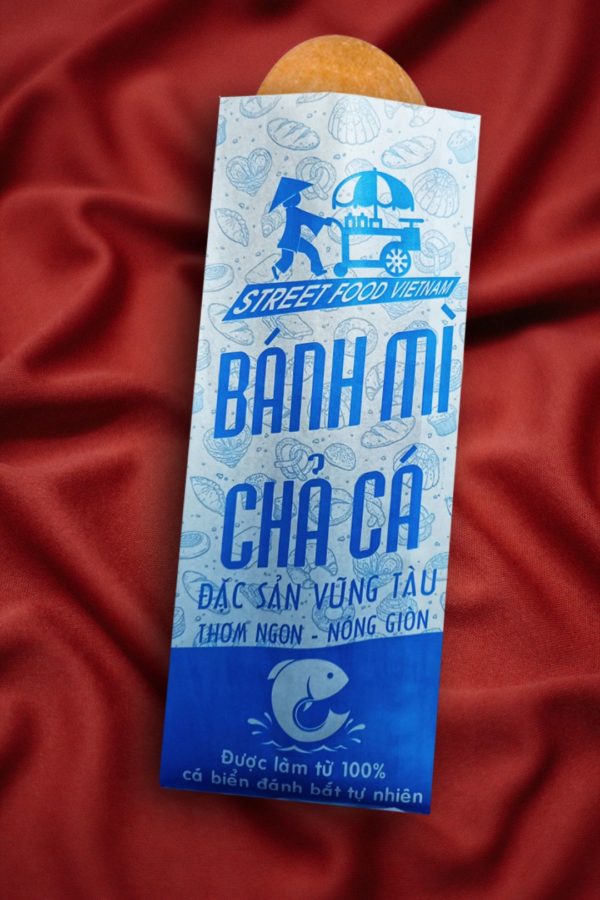 STREET FOOD VIETNAM
BÁNH MÌ
CHẢ CÁ
ĐẶC SẢN VŨNG TÀU
THƠM NGON - NÓNG GIÒN
Được làm từ 100%
cá biển đánh bắt tự nhiên